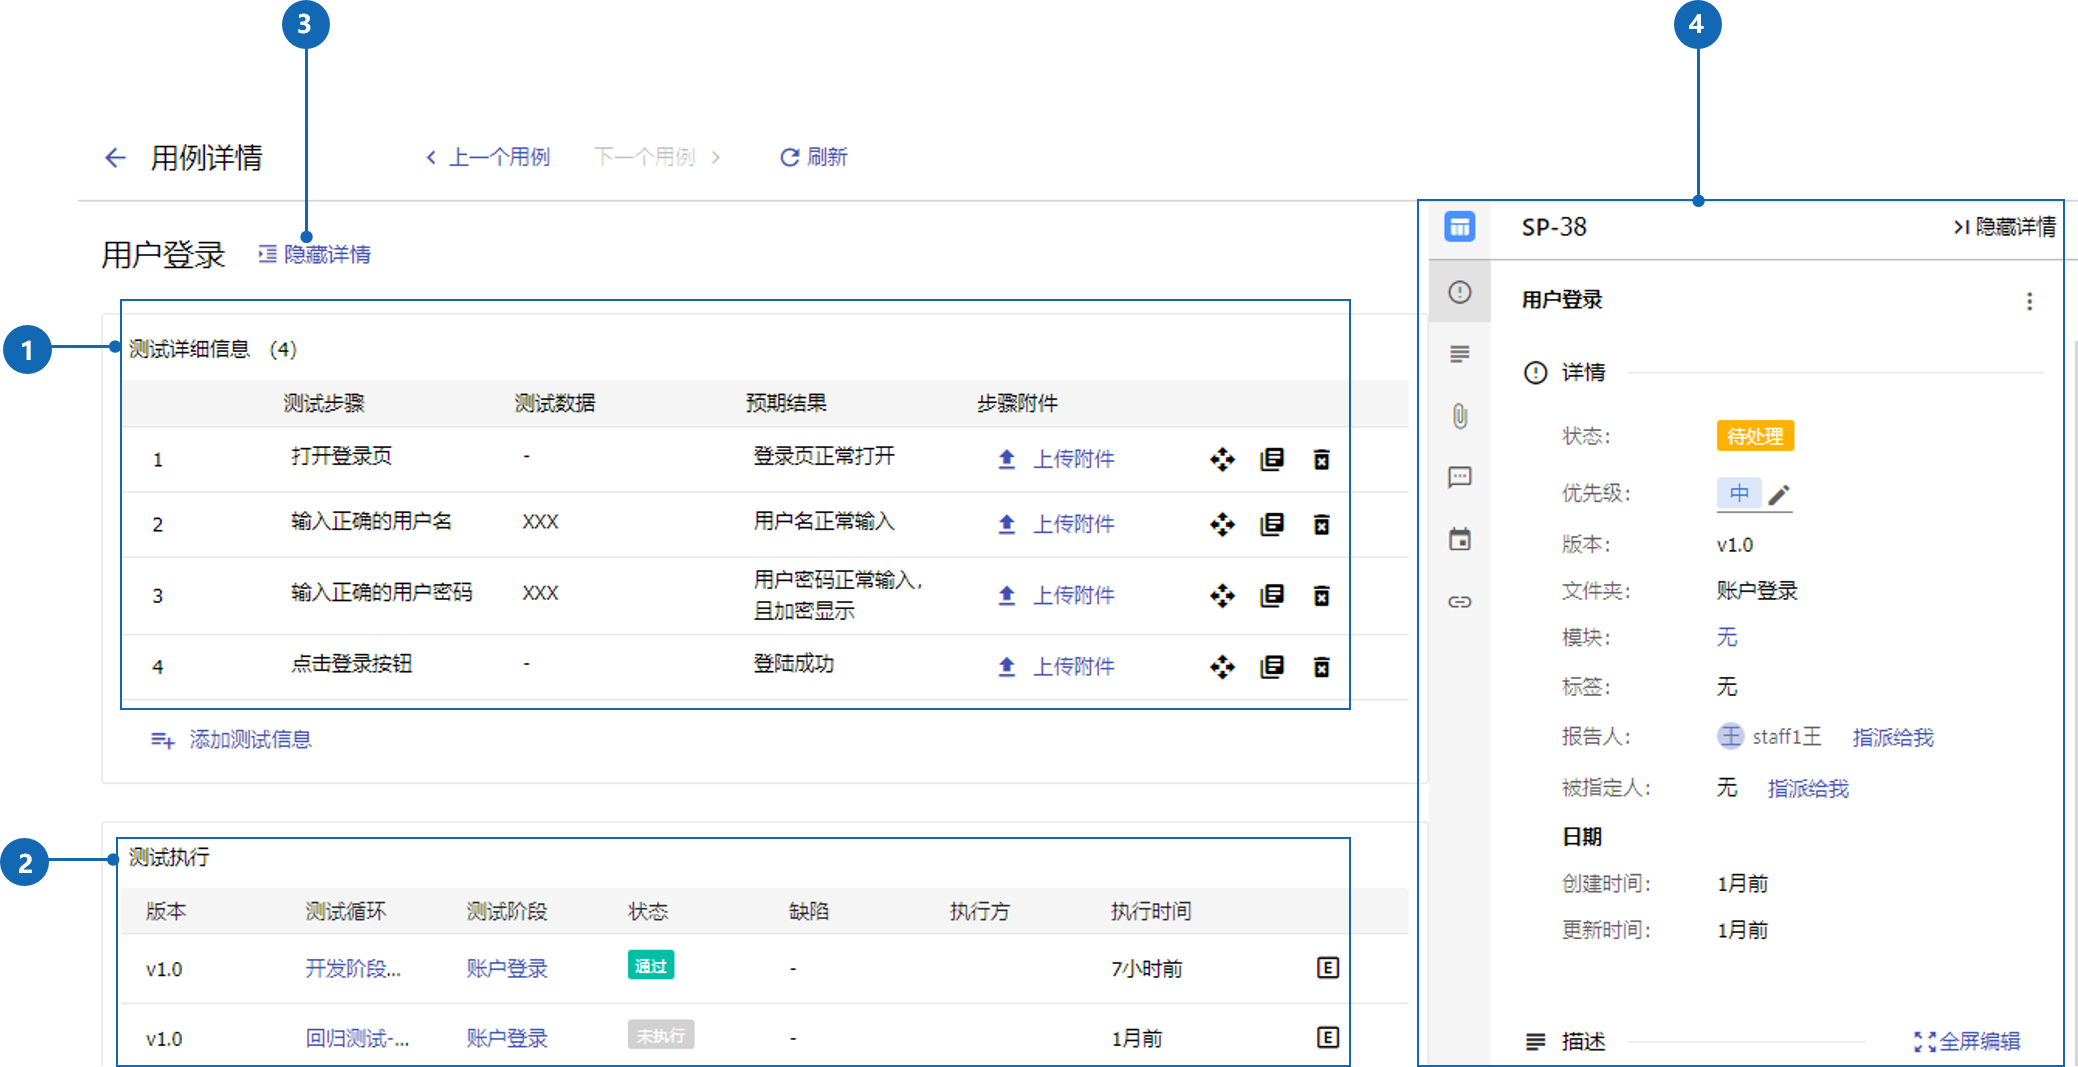 3
4
用例详情 上一个用例 下一个用例 刷新
用户登录 隐藏详情
1
测试详细信息 (4)
测试步骤 测试数据 预期结果 步骤附件
1 打开登录页 - 登录页正常打开 上传附件
2 输入正确的用户名 XXX 用户名正常输入 上传附件
3 输入正确的用户密码 XXX 用户密码正常输入,
且加密显示 上传附件
4 点击登录按钮 - 登陆成功 上传附件
添加测试信息
2
测试执行
版本 测试循环 测试阶段 状态 缺陷 执行方 执行时间
v1.0 开发阶段... 账户登录 通过 - 7小时前 E
v1.0 回归测试-... 账户登录 未执行 - 1月前 E
SP-38 隐藏详情
用户登录
详情
状态: 待处理
优先级: 中
版本: v1.0
文件夹: 账户登录
模块: 无
标签: 无
报告人: 王 staff1王 指派给我
被指定人: 无 指派给我
日期
创建时间: 1月前
更新时间: 1月前
描述 全屏编辑